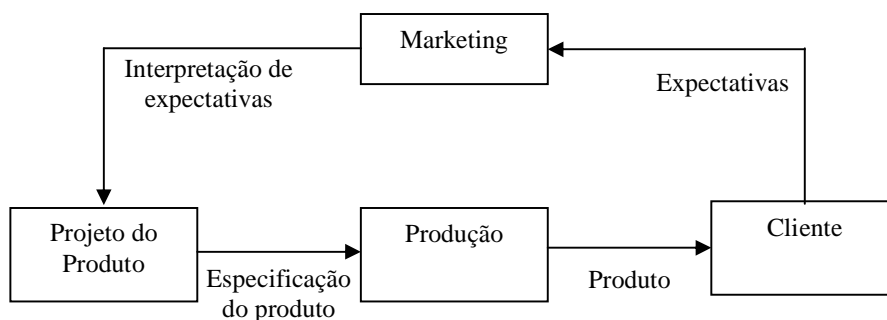 Marketing
Interpretação de
expectativas
Expectativas
Projeto do
Produto
Produção
Cliente
Especificação
do produto
Produto